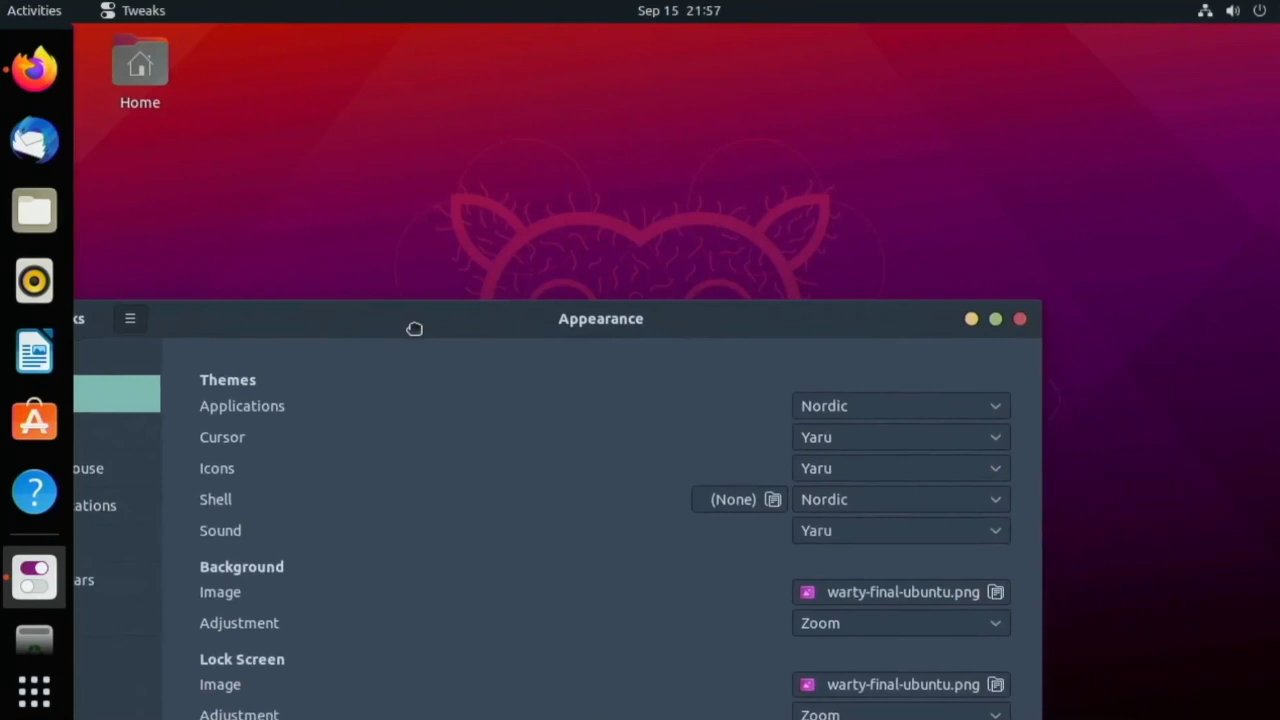 Activities
Tweaks
Sep 15 21:57
Home
ks
Appearance
Themes
Applications
Nordic
Cursor
Yaru
Icons
Yaru
Shell
(None)
Nordic
Sound
Yaru
Background
Image
warty-final-ubuntu.png
Adjustment
Zoom
Lock Screen
Image
warty-final-ubuntu.png
Adjustment
Zoom
ouse
ations
ars